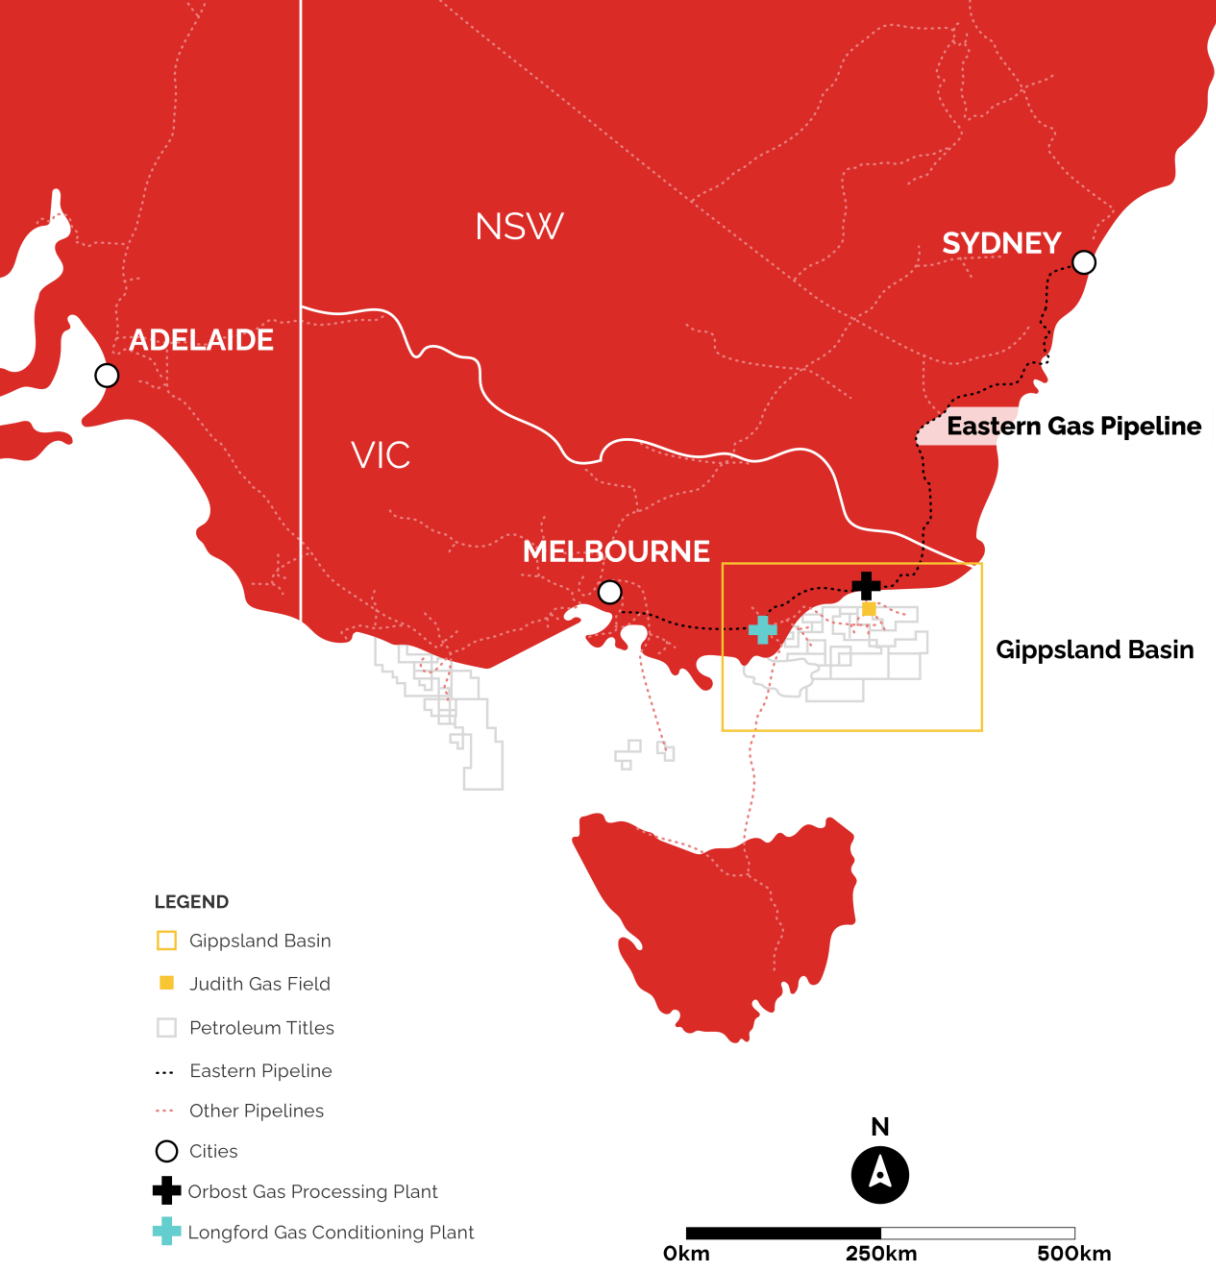 NSW
SYDNEY
ADELAIDE
Eastern Gas Pipeline
VIC
MELBOURNE
Gippsland Basin
LEGEND
Gippsland Basin
Judith Gas Field
Petroleum Titles
Eastern Pipeline
Other Pipelines
Cities
Orbost Gas Processing Plant
Longford Gas Conditioning Plant
N
0km 250km 500km